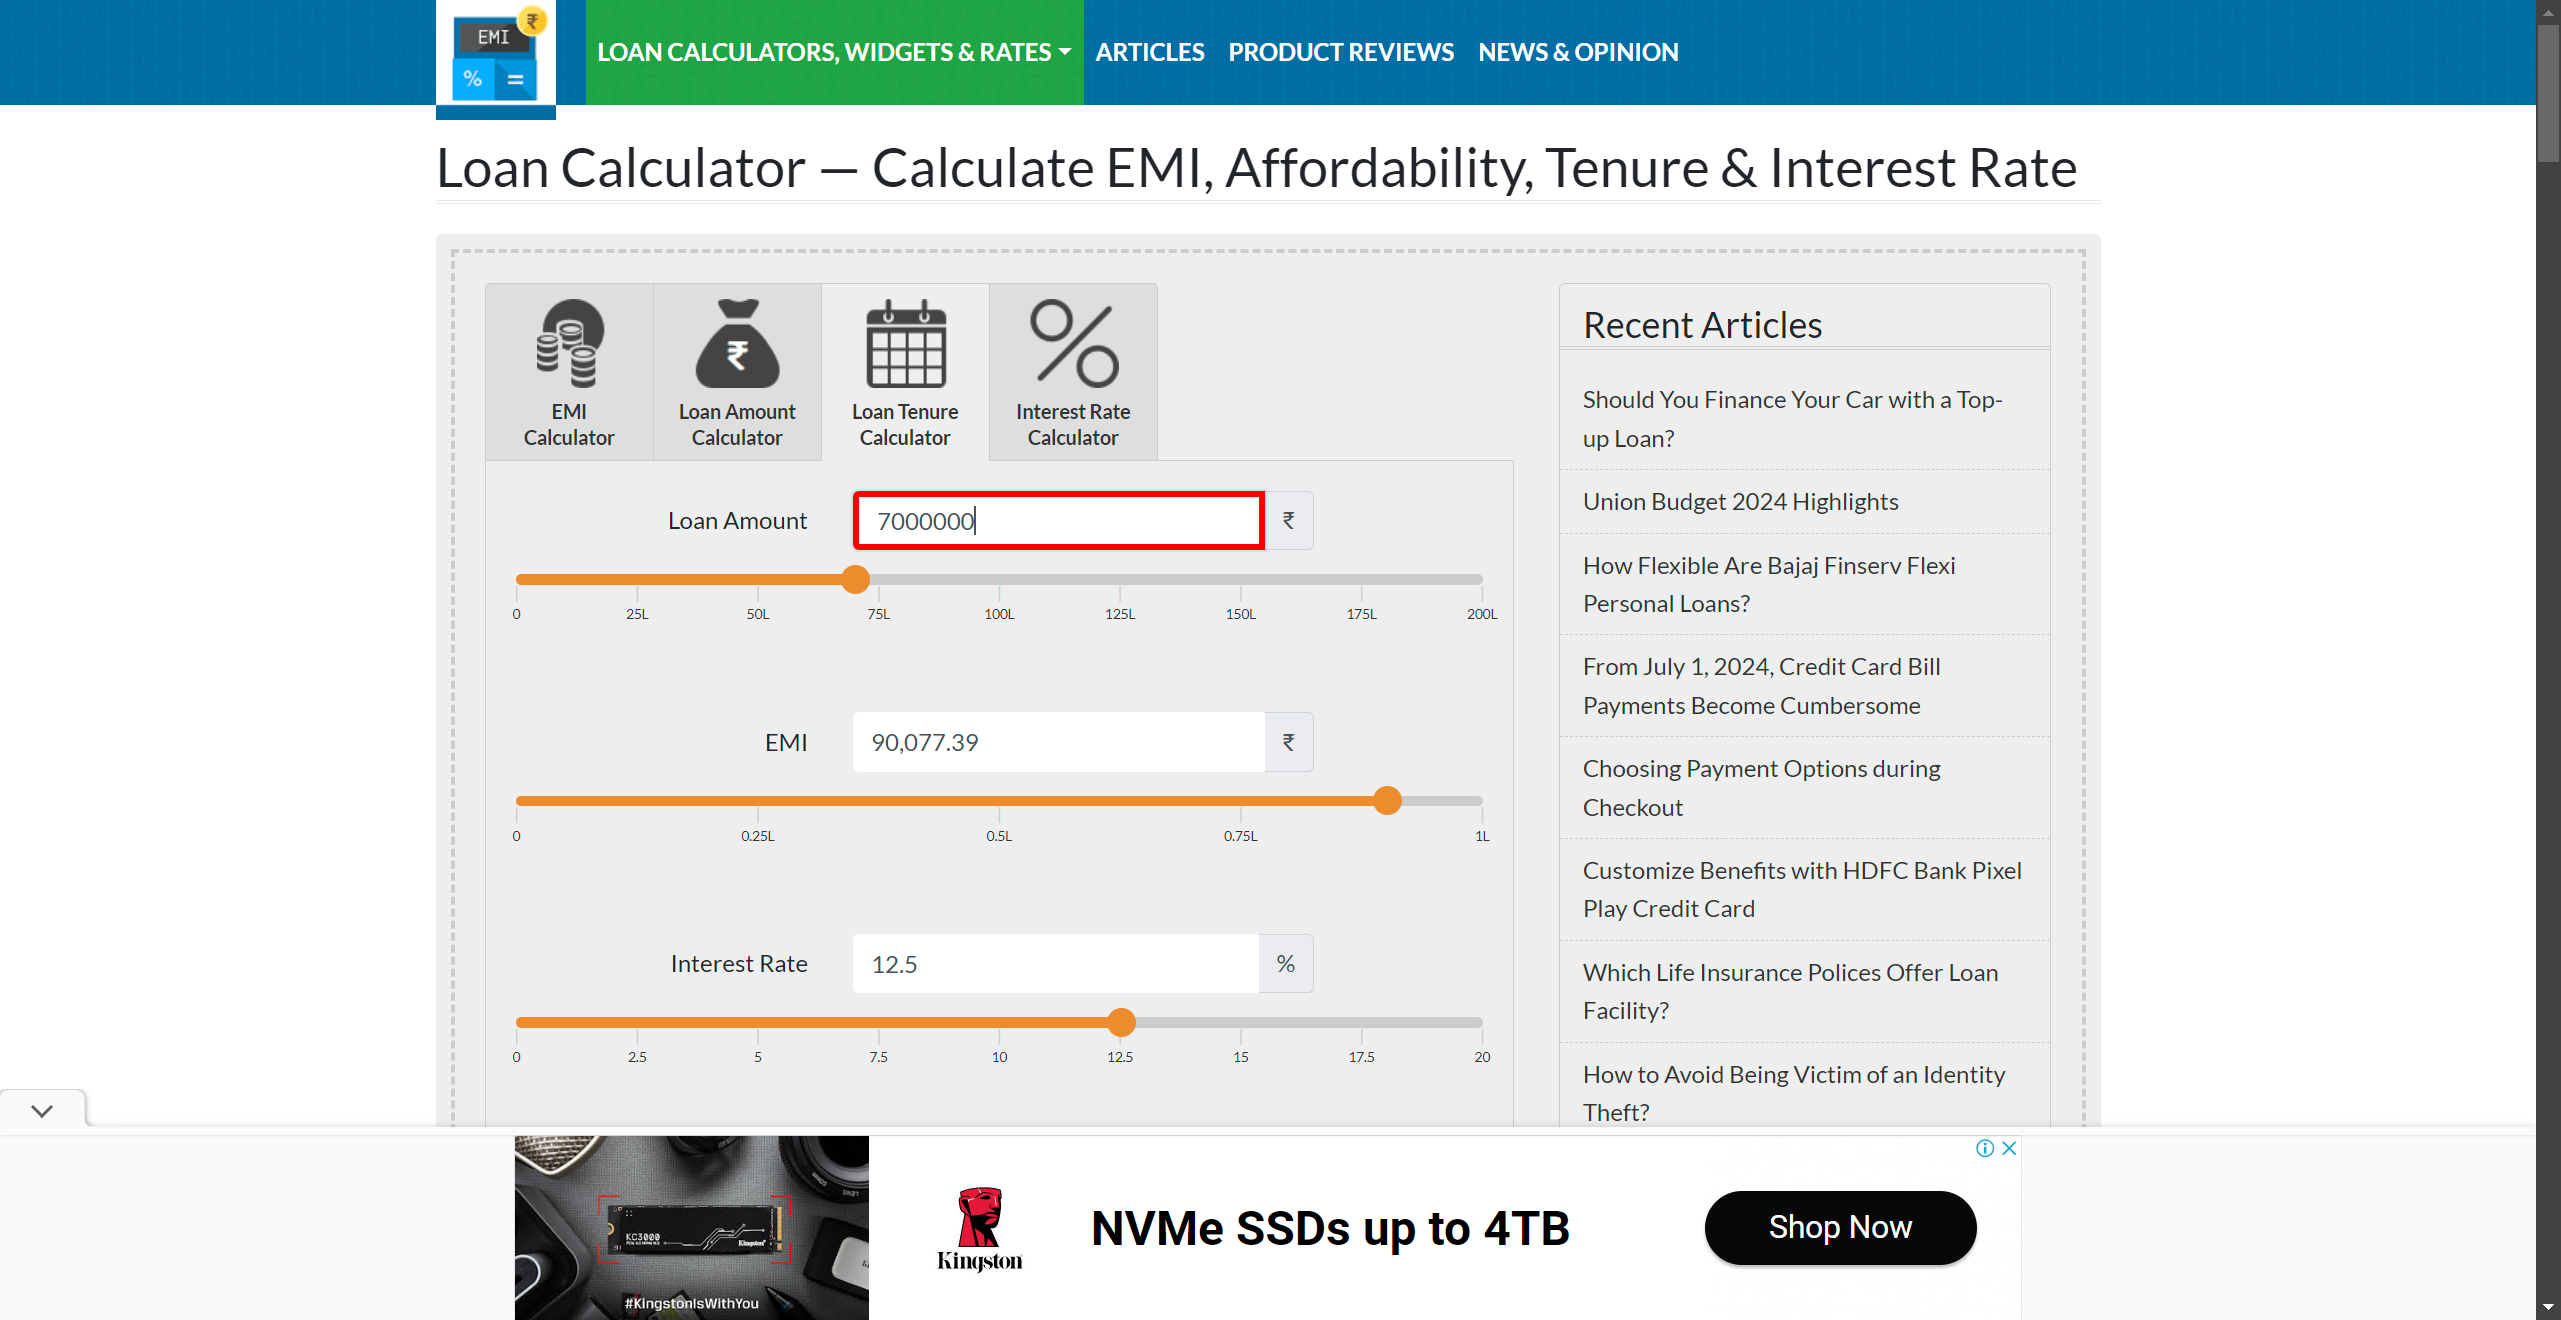 EMI
₹
%
=
LOAN CALCULATORS, WIDGETS & RATES
ARTICLES
PRODUCT REVIEWS
NEWS & OPINION
Loan Calculator — Calculate EMI, Affordability, Tenure & Interest Rate
EMI
Calculator
₹
Loan Amount
Calculator
Loan Tenure
Calculator
Interest Rate
Calculator
Loan Amount
7000000
₹
0 25L 50L 75L 100L 125L 150L 175L 200L
EMI
90,077.39
₹
0 0.25L 0.5L 0.75L 1L
Interest Rate
12.5
%
0 2.5 5 7.5 10 12.5 15 17.5 20
Recent Articles
Should You Finance Your Car with a Top-
up Loan?
Union Budget 2024 Highlights
How Flexible Are Bajaj Finserv Flexi
Personal Loans?
From July 1, 2024, Credit Card Bill
Payments Become Cumbersome
Choosing Payment Options during
Checkout
Customize Benefits with HDFC Bank Pixel
Play Credit Card
Which Life Insurance Polices Offer Loan
Facility?
How to Avoid Being Victim of an Identity
Theft?
KC3000
Kingston
#KingstonIsWithYou
Kingston
NVMe SSDs up to 4TB
Shop Now